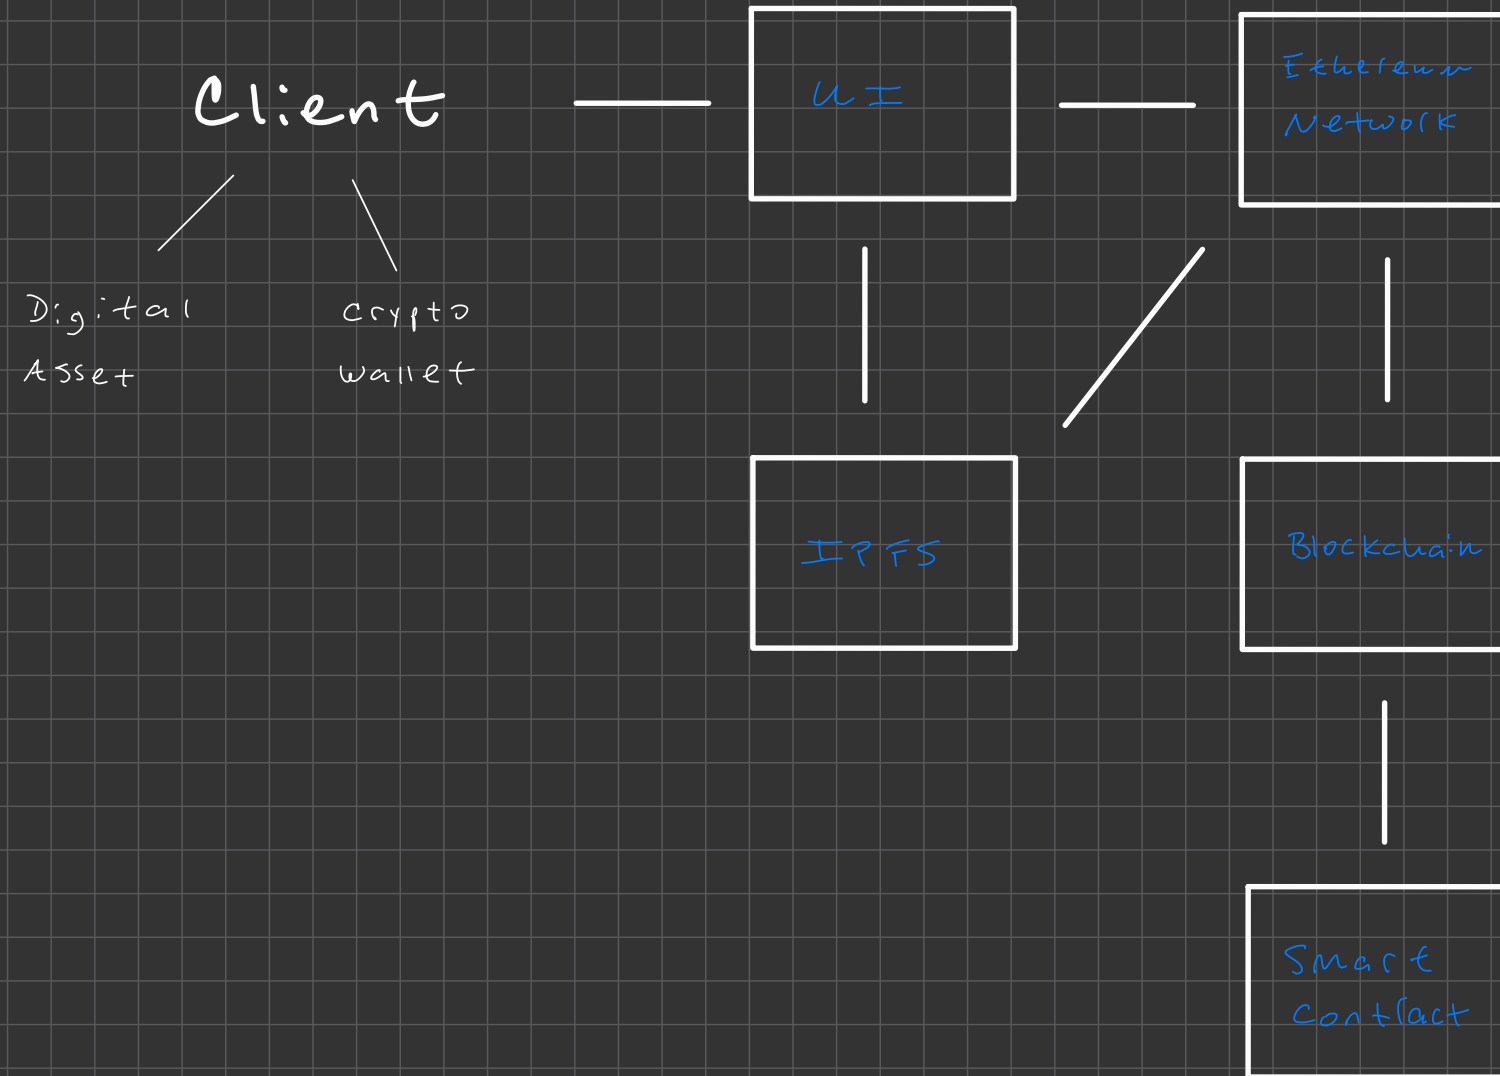 Client
UI
Ethereum
Network
Digital
Asset
Crypto
Wallet
IPFS
Blockchain
Smart
Contract